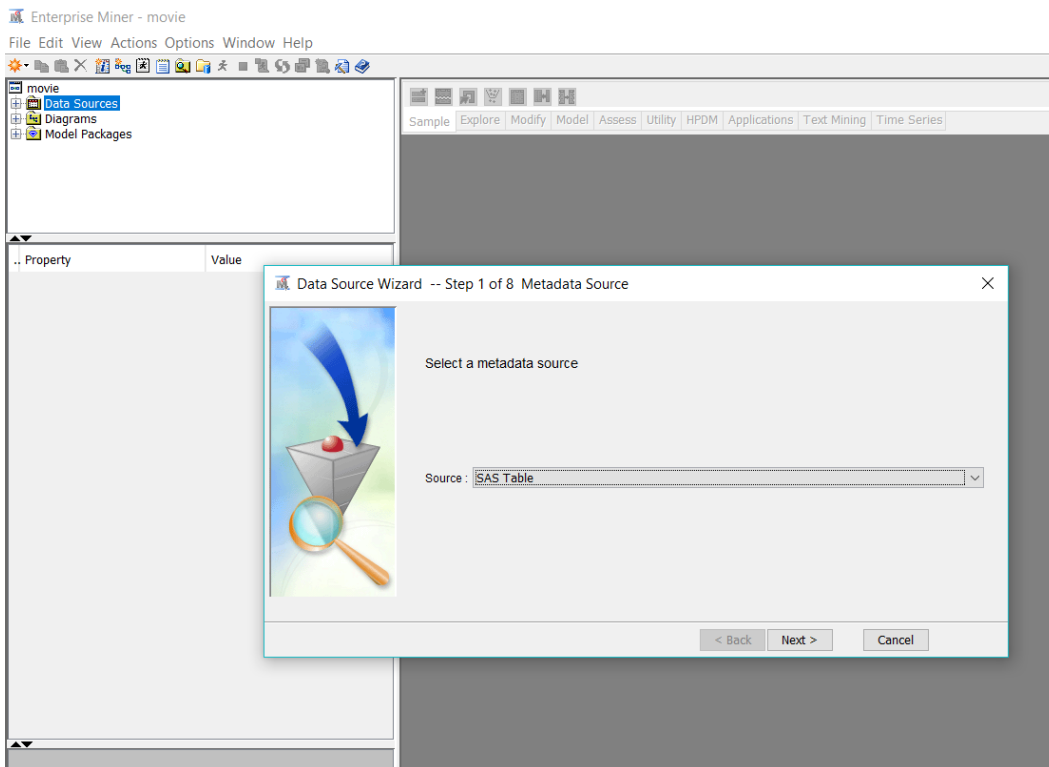 Enterprise Miner - movie
File Edit View Actions Options Window Help
movie
Data Sources
Diagrams
Model Packages
Sample Explore Modify Model Assess Utility HPDM Applications Text Mining Time Series
.. Property Value
Data Source Wizard -- Step 1 of 8 Metadata Source
Select a metadata source
Source : SAS Table
< Back Next > Cancel